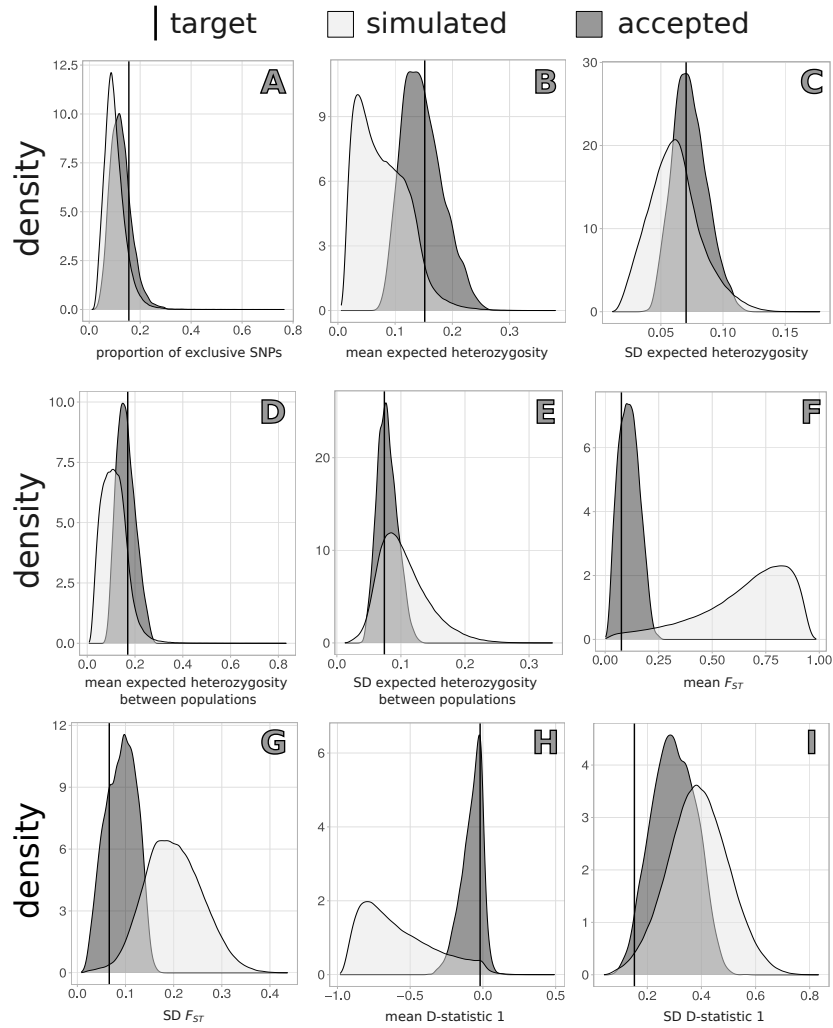 target simulated accepted
A
density
12.5
10.0
7.5
5.0
2.5
0.0
0.0 0.2 0.4 0.6 0.8
proportion of exclusive SNPs
B
9
6
3
0
0.0 0.1 0.2 0.3
mean expected heterozygosity
C
30
20
10
0
0.05 0.10 0.15
SD expected heterozygosity
D
density
10.0
7.5
5.0
2.5
0.0
0.0 0.2 0.4 0.6 0.8
mean expected heterozygosity
between populations
E
20
10
0
0.0 0.1 0.2 0.3
SD expected heterozygosity
between populations
F
6
4
2
0
0.00 0.25 0.50 0.75 1.00
mean FST
G
density
12
9
6
3
0
0.0 0.1 0.2 0.3 0.4
SD FST
H
6
4
2
0
−1.0 −0.5 0.0 0.5
mean D-statistic 1
I
4
3
2
1
0
0.2 0.4 0.6 0.8
SD D-statistic 1